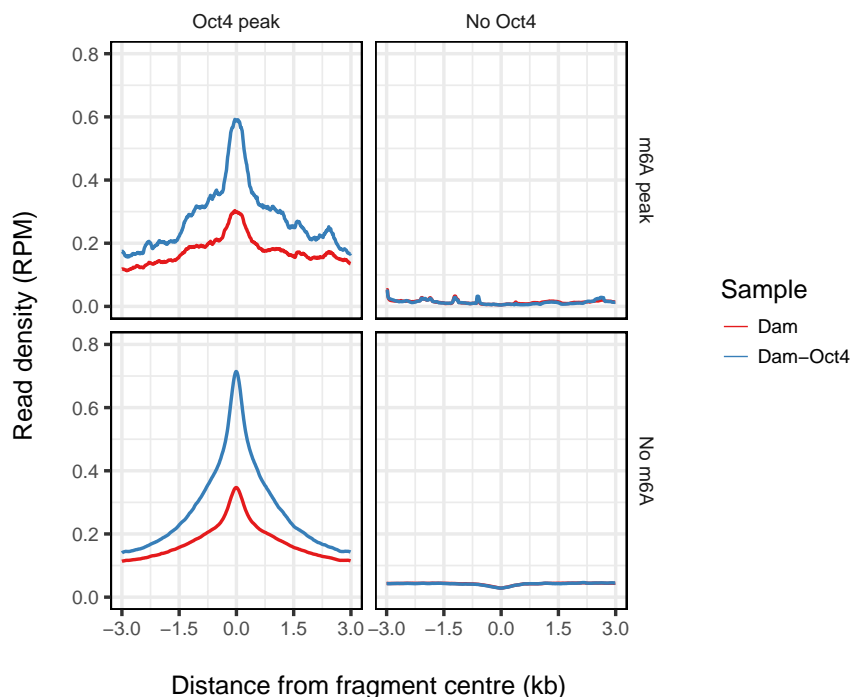 Oct4 peak No Oct4
0.8
0.6
0.4
0.2
0.0
m6A peak
0.8
0.6
0.4
0.2
0.0
No m6A
Read density (RPM)
−3.0 −1.5 0.0 1.5 3.0 −3.0 −1.5 0.0 1.5 3.0
Distance from fragment centre (kb)
Sample
Dam
Dam−Oct4